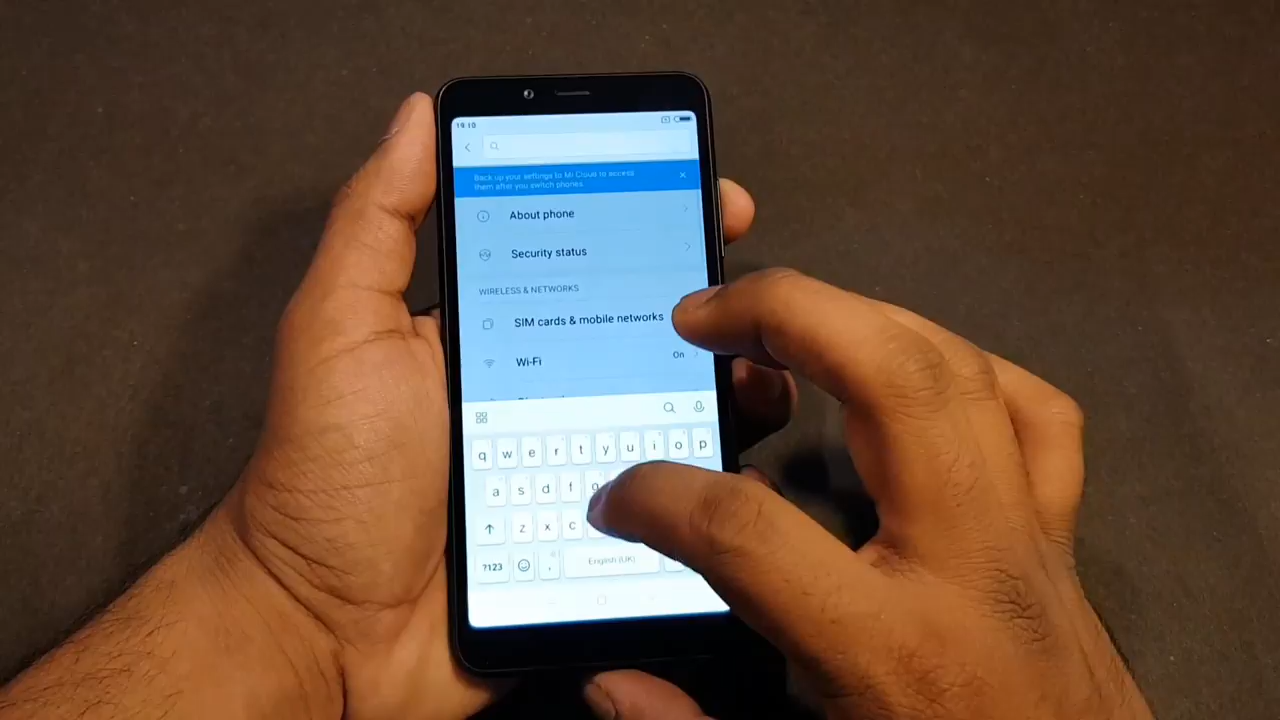 19:10
Back up your settings to Mi Cloud to access
them after you switch phones
About phone
Security status
WIRELESS & NETWORKS
SIM cards & mobile networks
Wi-Fi
On
q w e r t y u i o p
a s d f g
z x c
?123
,
English (UK)